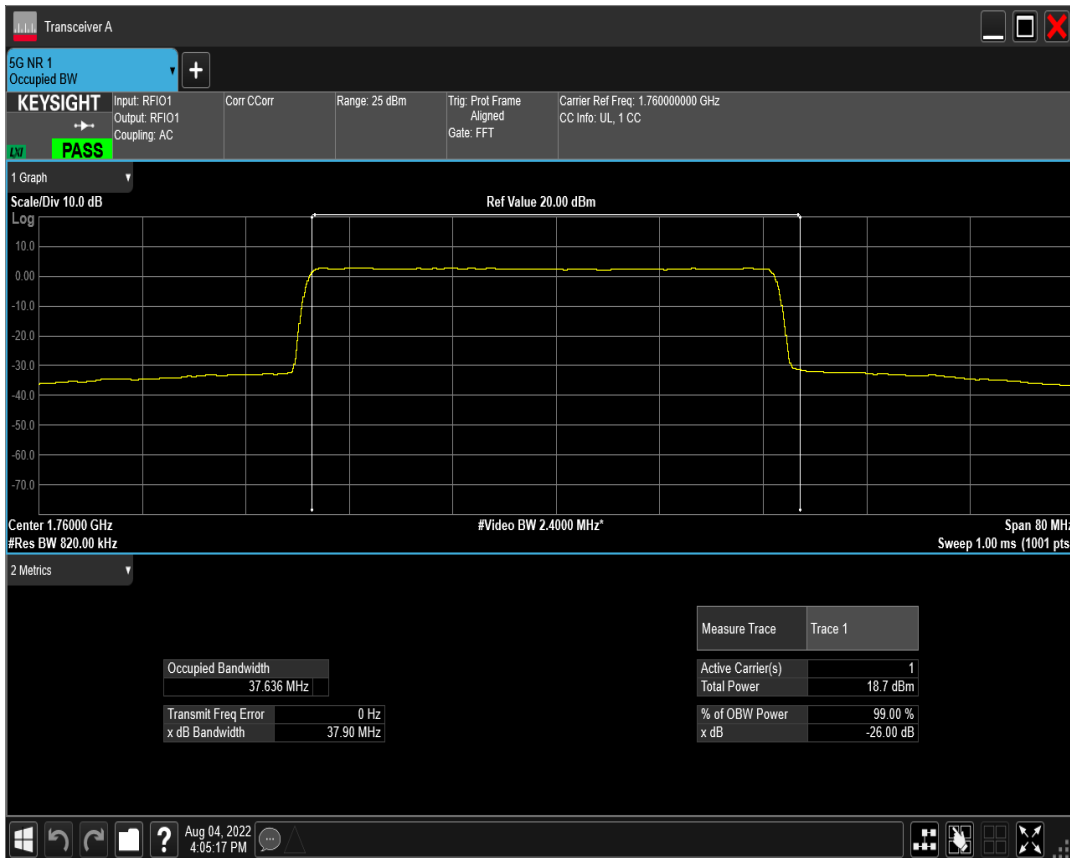 Transceiver A
5G NR 1
Occupied BW
+
KEYSIGHT
LXI
PASS
Input: RFIO1
Output: RFIO1
Coupling: AC
Corr CCorr
Range: 25 dBm
Trig: Prot Frame
Aligned
Gate: FFT
Carrier Ref Freq: 1.760000000 GHz
CC Info: UL, 1 CC
1 Graph
Scale/Div 10.0 dB
Ref Value 20.00 dBm
Log
10.0
0.00
-10.0
-20.0
-30.0
-40.0
-50.0
-60.0
-70.0
Center 1.76000 GHz
#Video BW 2.4000 MHz*
Span 80 MHz
#Res BW 820.00 kHz
Sweep 1.00 ms (1001 pts
2 Metrics
Measure Trace Trace 1
Occupied Bandwidth
37.636 MHz
Active Carrier(s) 1
Total Power 18.7 dBm
Transmit Freq Error 0 Hz
x dB Bandwidth 37.90 MHz
% of OBW Power 99.00 %
x dB -26.00 dB
?
Aug 04, 2022
4:05:17 PM